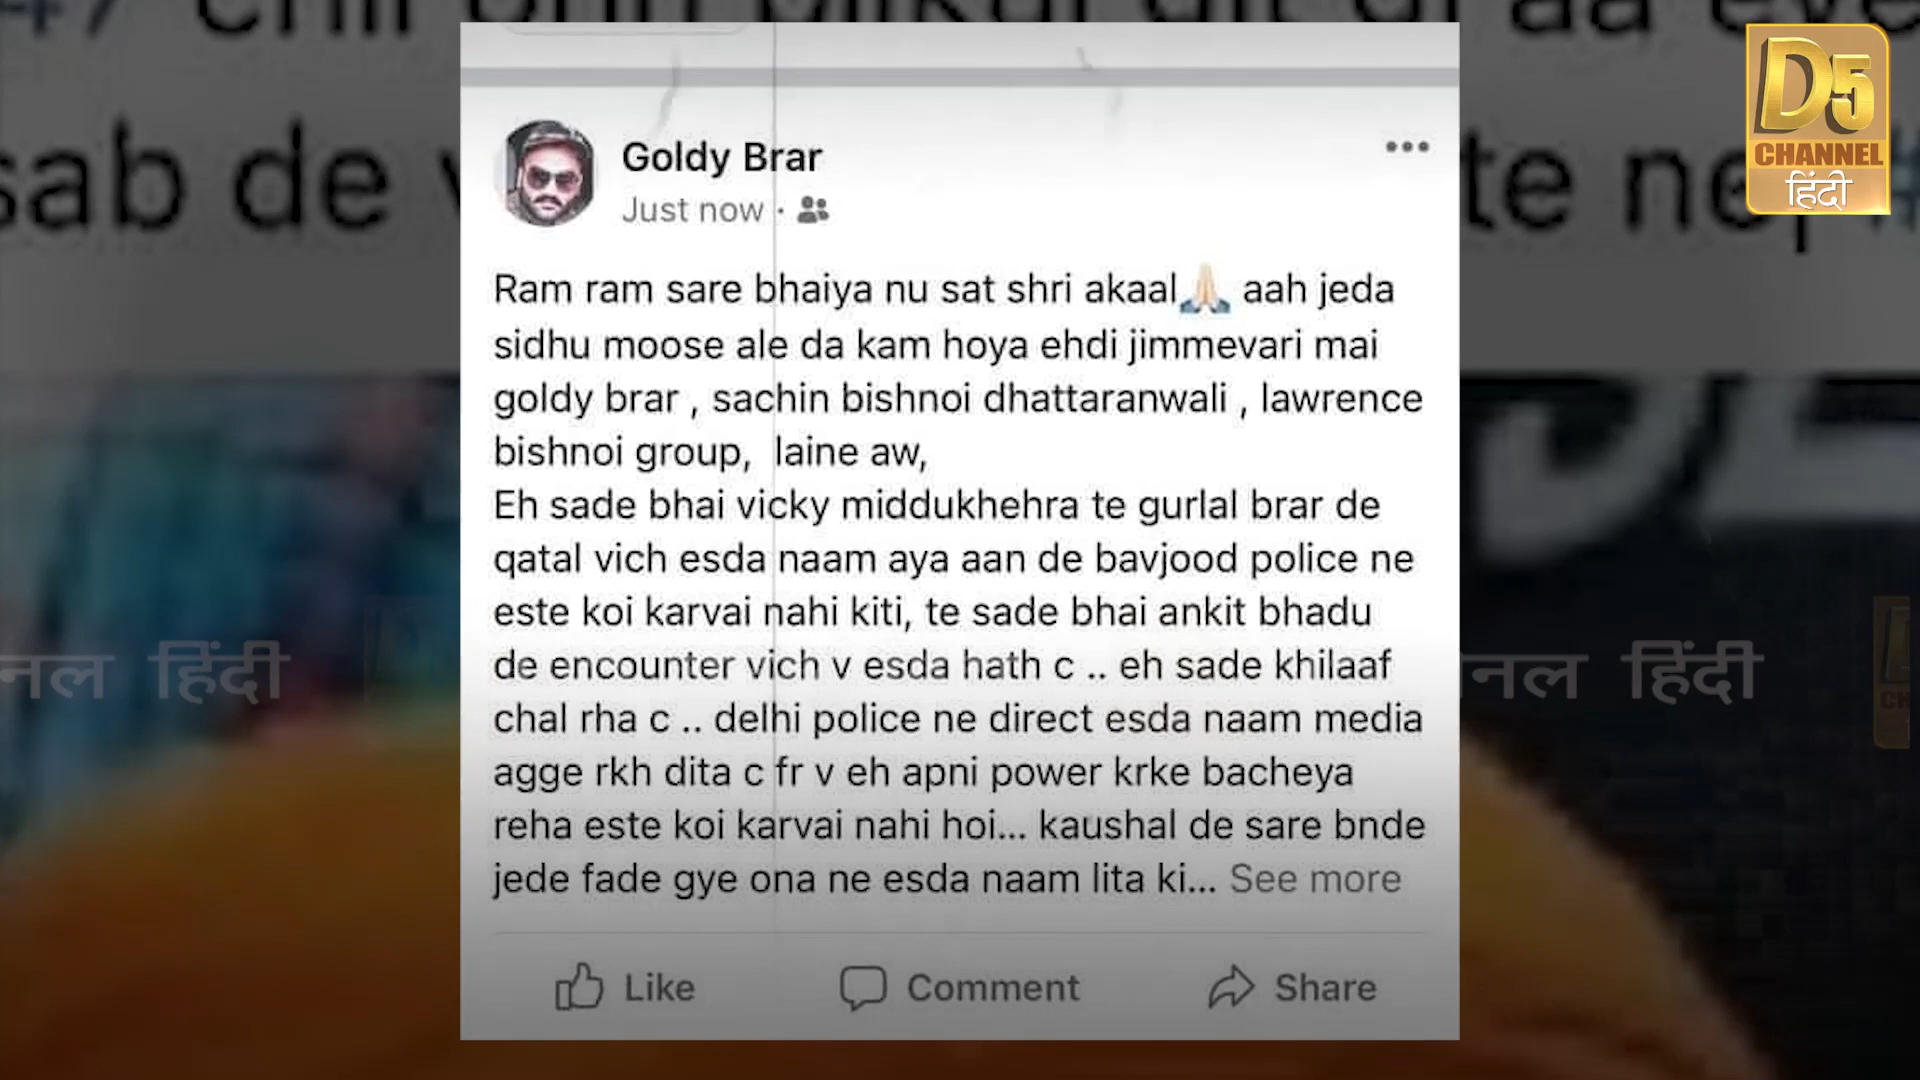 D5
CHANNEL
हिंदी
sab de
Goldy Brar
Just now ·
Ram ram sare bhaiya nu sat shri akaal🙏🏻 aah jeda
sidhu moose ale da kam hoya ehdi jimmevari mai
goldy brar , sachin bishnoi dhattaranwali , lawrence
bishnoi group, laine aw,
Eh sade bhai vicky middukhehra te gurlal brar de
qatal vich esda naam aya aan de bavjood police ne
este koi karvai nahi kiti, te sade bhai ankit bhadu
de encounter vich v esda hath c .. eh sade khilaaf
chal rha c .. delhi police ne direct esda naam media
agge rkh dita c fr v eh apni power krke bacheya
reha este koi karvai nahi hoi... kaushal de sare bnde
jede fade gye ona ne esda naam lita ki... See more
Like Comment Share
हिंदी
हिंदी